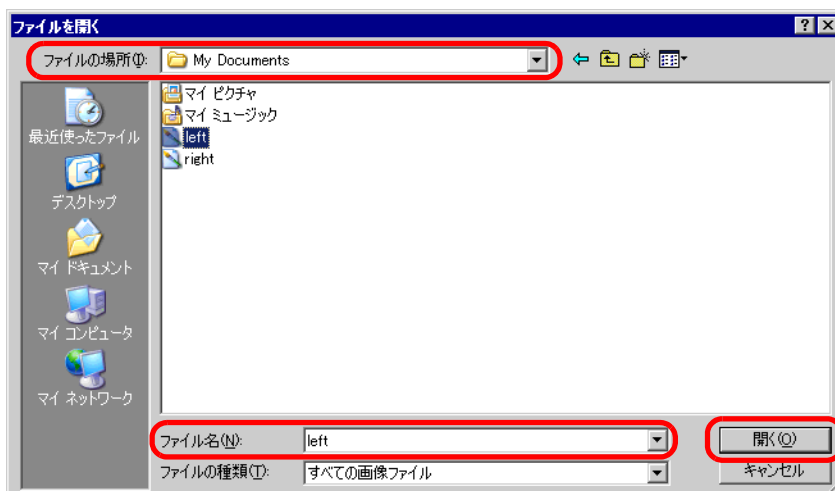 ファイルを開く
ファイルの場所(I): My Documents
最近使ったファイル
デスクトップ
マイ ドキュメント
マイ コンピュータ
マイ ネットワーク
マイ ピクチャ
マイ ミュージック
left
right
ファイル名(N): left
開く(O)
ファイルの種類(T): すべての画像ファイル
キャンセル